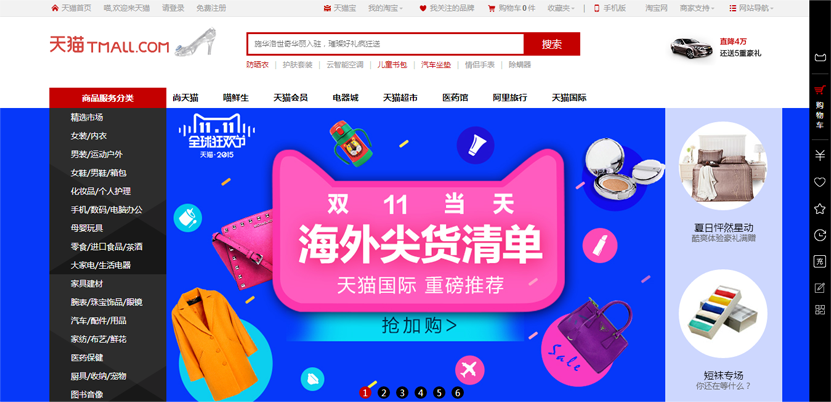 天猫首页 喵,欢迎来天猫 请登录 免费注册 天猫宝 我的淘宝 我关注的品牌 购物车0件 收藏夹 手机版 淘宝网 商家支持 网站导航
天猫 TMALL.COM
施华洛世奇华丽入驻，璀璨好礼疯狂送 搜索
防晒衣 | 护肤套装 | 云智能空调 | 儿童书包 | 汽车坐垫 | 情侣手表 | 除螨器
直降4万
还送5重豪礼
商品服务分类 尚天猫 喵鲜生 天猫会员 电器城 天猫超市 医药馆 阿里旅行 天猫国际
精选市场
女装/内衣
男装/运动户外
女鞋/男鞋/箱包
化妆品/个人护理
手机/数码/电脑办公
母婴玩具
零食/进口食品/茶酒
大家电/生活电器
家具建材
腕表/珠宝饰品/眼镜
汽车/配件/用品
家纺/布艺/鲜花
医药保健
厨具/收纳/宠物
图书音像
11.11
全球狂欢节
天猫·2015
双11当天
海外尖货清单
天猫国际 重磅推荐
抢加购>
Sale
1 2 3 4 5 6
夏日怦然星动
酷爽体验豪礼满赠
短袜专场
你还在等什么？
购物车
充